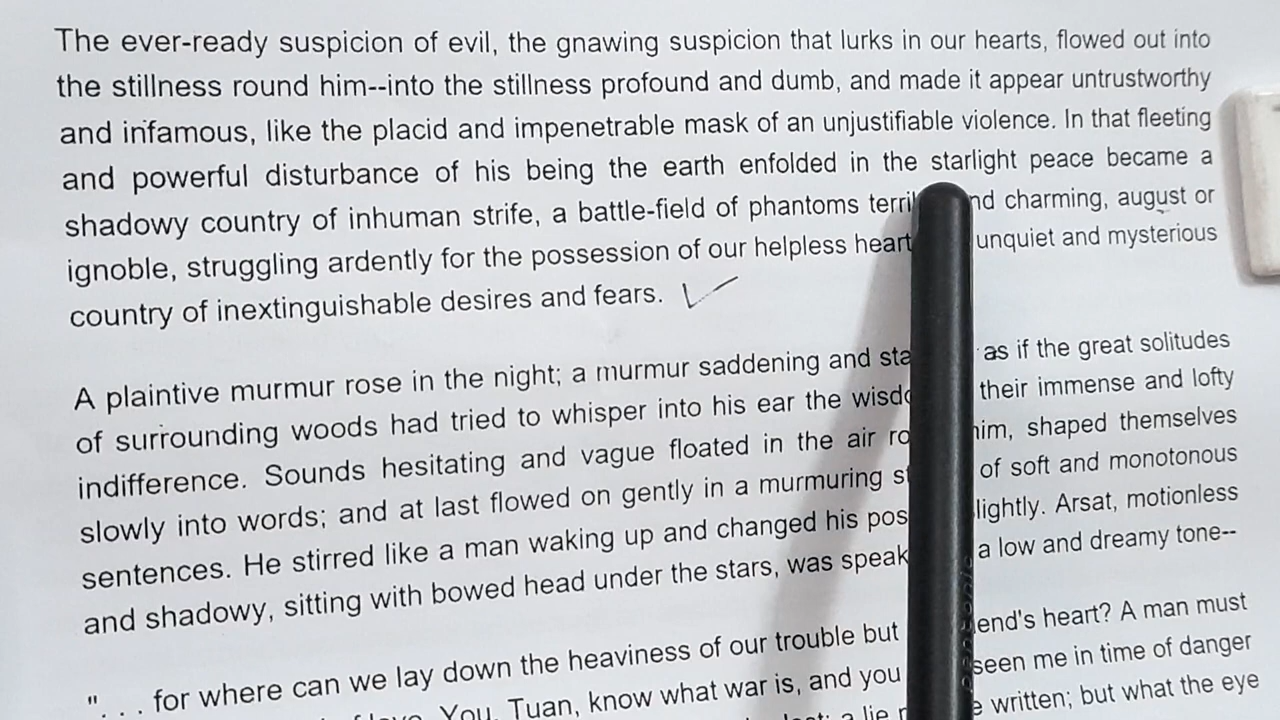 The ever-ready suspicion of evil, the gnawing suspicion that lurks in our hearts, flowed out into
the stillness round him--into the stillness profound and dumb, and made it appear untrustworthy
and infamous, like the placid and impenetrable mask of an unjustifiable violence. In that fleeting
and powerful disturbance of his being the earth enfolded in the starlight peace became a
shadowy country of inhuman strife, a battle-field of phantoms charming, august or
ignoble, struggling ardently for the possession of our helpless unquiet and mysterious
country of inextinguishable desires and fears.
A plaintive murmur rose in the night; a murmur saddening and as if the great solitudes
of surrounding woods had tried to whisper into his ear the their immense and lofty
indifference. Sounds hesitating and vague floated in the air him, shaped themselves
slowly into words; and at last flowed on gently in a murmuring of soft and monotonous
sentences. He stirred like a man waking up and changed his slightly. Arsat, motionless
and shadowy, sitting with bowed head under the stars, was a low and dreamy tone--
". . . for where can we lay down the heaviness of our trouble but heart? A man must
You, Tuan, know what war is, and you seen me in time of danger
a lie written; but what the eye